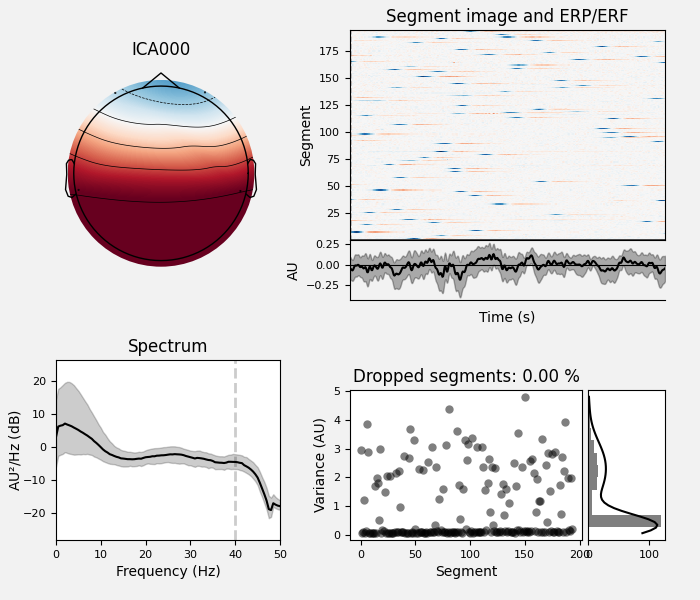 ICA000
Segment image and ERP/ERF
175
150
125
100
75
50
25
Segment
0.25
0.00
−0.25
AU
Time (s)
Spectrum
20
10
0
−10
−20
AU²/Hz (dB)
0 10 20 30 40 50
Frequency (Hz)
Dropped segments: 0.00 %
5
4
3
2
1
0
Variance (AU)
0 50 100 150 200
Segment
0 100